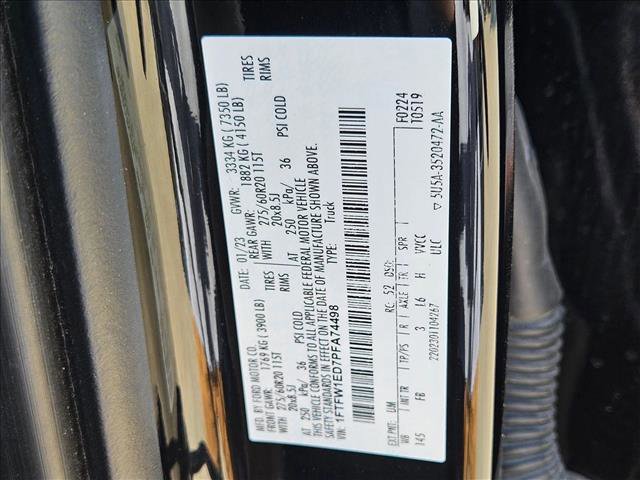 MFD. BY FORD MOTOR CO.
DATE: 01/23 GVWR: 3334 KG (7350 LB)
FRONT GAWR: 1769 KG (3900 LB) REAR GAWR: 1882 KG (4150 LB)
WITH 275/60R20 115T TIRES WITH 275/60R20 115T TIRES
20x8.5J RIMS 20x8.5J RIMS
AT 250 kPa/ 36 PSI COLD AT 250 kPa/ 36 PSI COLD
THIS VEHICLE CONFORMS TO ALL APPLICABLE FEDERAL MOTOR VEHICLE
SAFETY STANDARDS IN EFFECT ON THE DATE OF MANUFACTURE SHOWN ABOVE.
VIN: 1FTFW1ED7PFA74498 TYPE: Truck
F0224
T0519
EXT PNT: UM RC: 52 DSO:
WB INT TR TP/PS R AXLE TR SPR
145 FB 3 L6 H VVCC ▽ 5U5A-3520472-AA
2202301104267 ULC